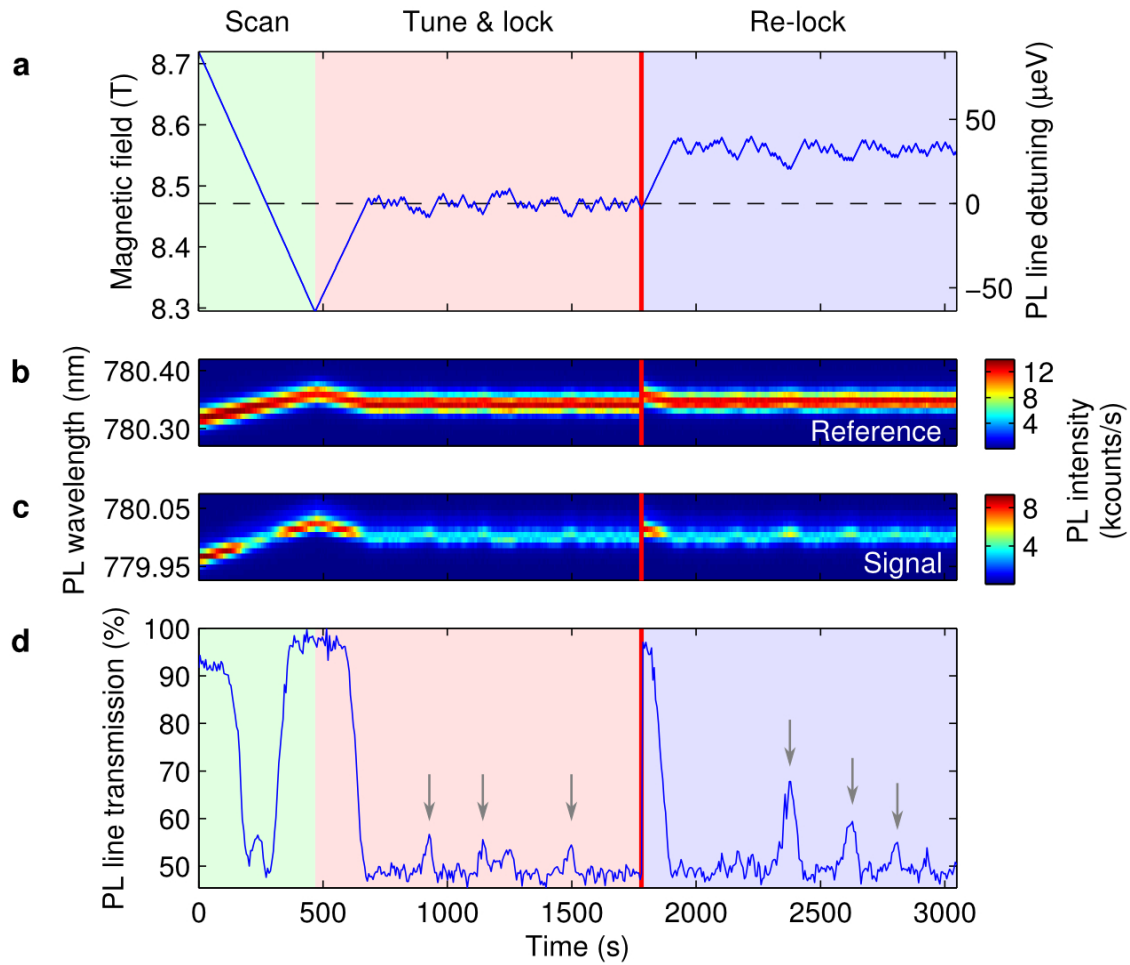 Scan Tune & lock Re-lock
a
Magnetic field (T)
8.7
8.6
8.5
8.4
8.3
50
0
−50
PL line detuning (μeV)
b
PL wavelength (nm)
780.40
780.30
Reference
12
8
4
PL intensity
(kcounts/s)
c
780.05
779.95
Signal
8
4
d
PL line transmission (%)
100
90
80
70
60
50
0 500 1000 1500 2000 2500 3000
Time (s)